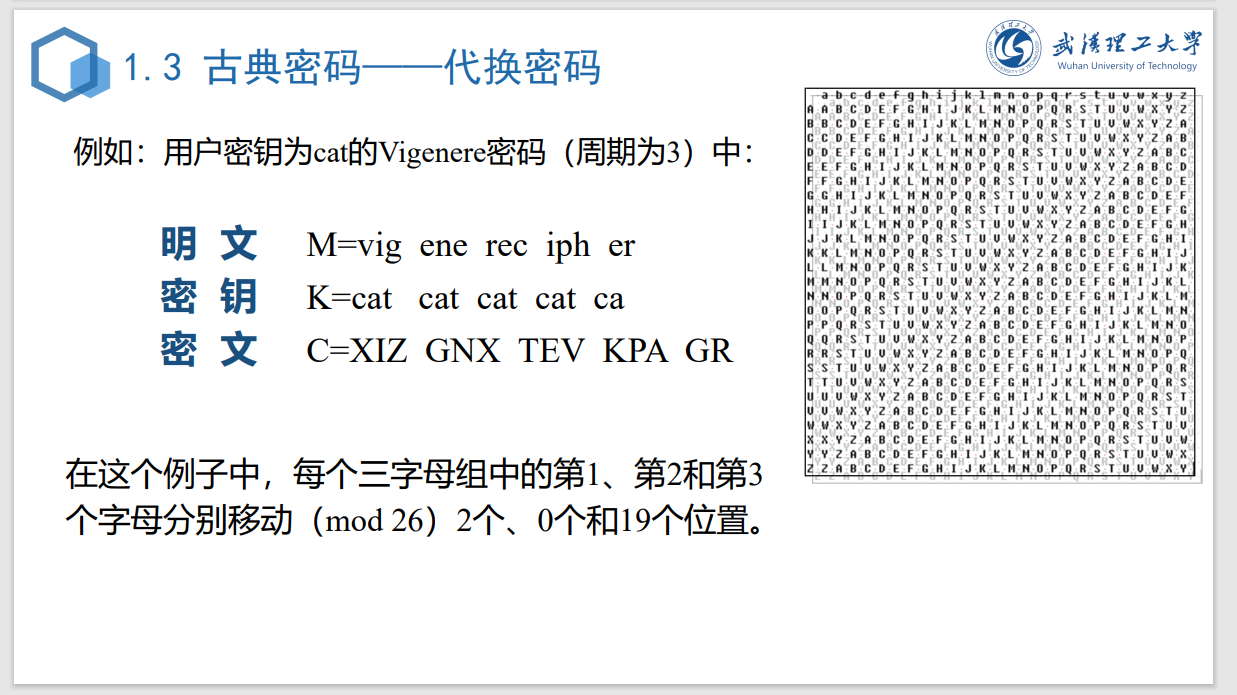 1.3 古典密码——代换密码
武汉理工大学
Wuhan University of Technology
例如：用户密钥为cat的Vigenere密码（周期为3）中：
明 文 M=vig ene rec iph er
密 钥 K=cat cat cat cat ca
密 文 C=XIZ GNX TEV KPA GR
在这个例子中，每个三字母组中的第1、第2和第3
个字母分别移动（mod 26）2个、0个和19个位置。
a b c d e f g h i j k l m n o p q r s t u v w x y z
A A B C D E F G H I J K L M N O P Q R S T U V W X Y Z
B B C D E F G H I J K L M N O P Q R S T U V W X Y Z A
C C D E F G H I J K L M N O P Q R S T U V W X Y Z A B
D D E F G H I J K L M N O P Q R S T U V W X Y Z A B C
E E F G H I J K L M N O P Q R S T U V W X Y Z A B C D
F F G H I J K L M N O P Q R S T U V W X Y Z A B C D E
G G H I J K L M N O P Q R S T U V W X Y Z A B C D E F
H H I J K L M N O P Q R S T U V W X Y Z A B C D E F G
I I J K L M N O P Q R S T U V W X Y Z A B C D E F G H
J J K L M N O P Q R S T U V W X Y Z A B C D E F G H I
K K L M N O P Q R S T U V W X Y Z A B C D E F G H I J
L L M N O P Q R S T U V W X Y Z A B C D E F G H I J K
M M N O P Q R S T U V W X Y Z A B C D E F G H I J K L
N N O P Q R S T U V W X Y Z A B C D E F G H I J K L M
O O P Q R S T U V W X Y Z A B C D E F G H I J K L M N
P P Q R S T U V W X Y Z A B C D E F G H I J K L M N O
Q Q R S T U V W X Y Z A B C D E F G H I J K L M N O P
R R S T U V W X Y Z A B C D E F G H I J K L M N O P Q
S S T U V W X Y Z A B C D E F G H I J K L M N O P Q R
T T U V W X Y Z A B C D E F G H I J K L M N O P Q R S
U U V W X Y Z A B C D E F G H I J K L M N O P Q R S T
V V W X Y Z A B C D E F G H I J K L M N O P Q R S T U
W W X Y Z A B C D E F G H I J K L M N O P Q R S T U V
X X Y Z A B C D E F G H I J K L M N O P Q R S T U V W
Y Y Z A B C D E F G H I J K L M N O P Q R S T U V W X
Z Z A B C D E F G H I J K L M N O P Q R S T U V W X Y